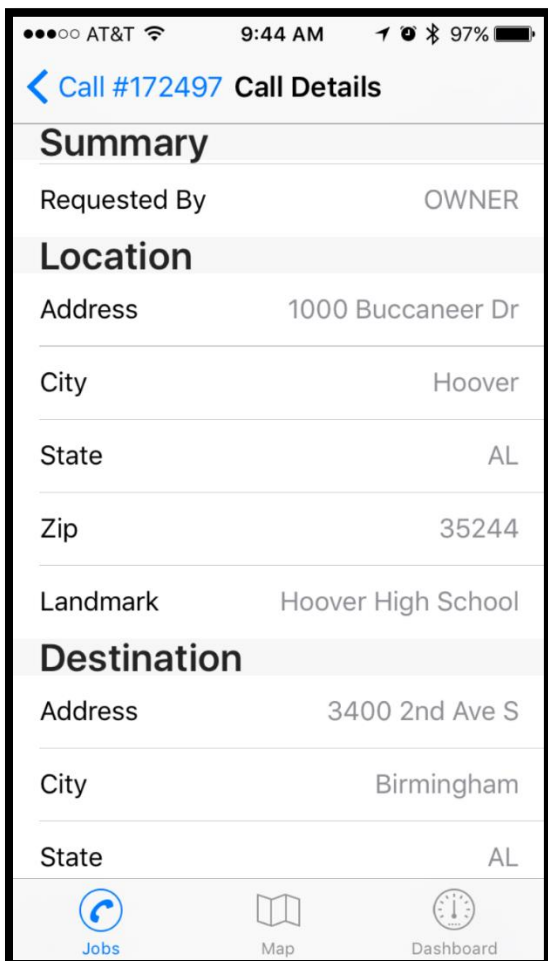 AT&T 9:44 AM 97%
Call #172497 Call Details
Summary
Requested By OWNER
Location
Address 1000 Buccaneer Dr
City Hoover
State AL
Zip 35244
Landmark Hoover High School
Destination
Address 3400 2nd Ave S
City Birmingham
State AL
Jobs Map Dashboard